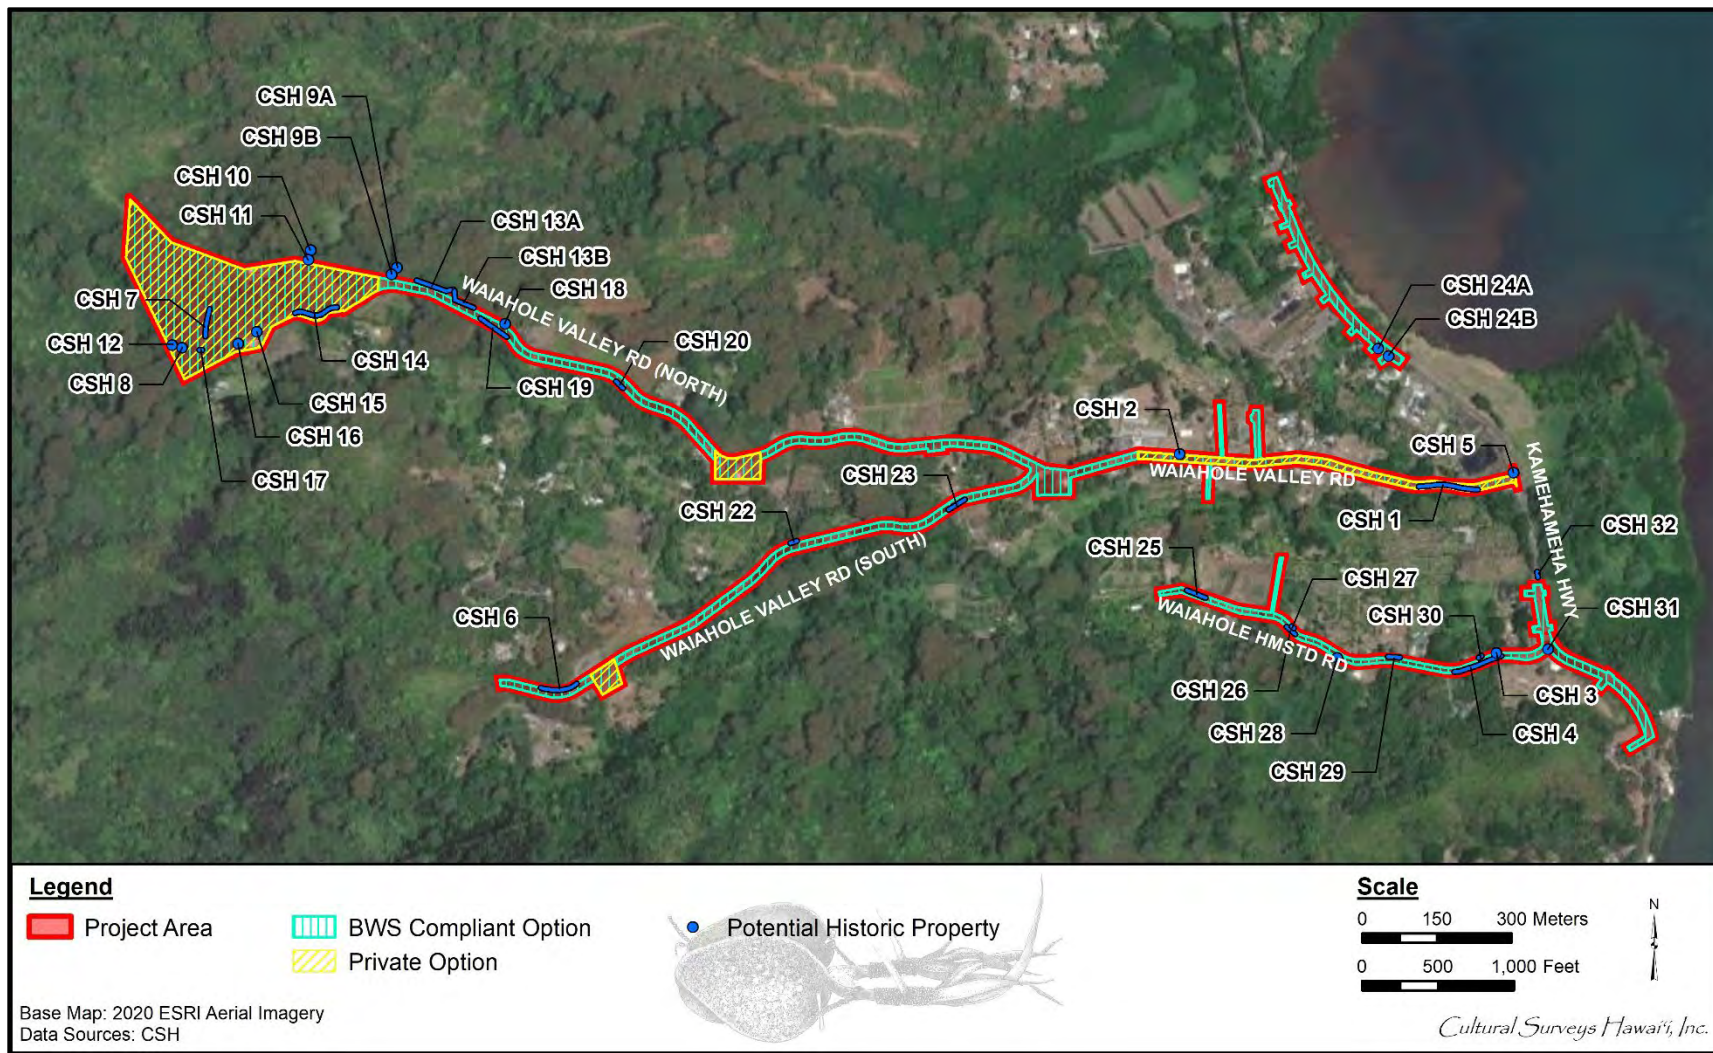 CSH 9A
CSH 9B
CSH 10
CSH 11
CSH 13A
CSH 13B
CSH 18
CSH 7
CSH 12
CSH 8
CSH 14
CSH 15
CSH 16
CSH 17
CSH 19
CSH 20
WAIAHOLE VALLEY RD (NORTH)
CSH 24A
CSH 24B
CSH 2
CSH 5
WAIAHOLE VALLEY RD
CSH 1
KAMEHAMEHA HWY
CSH 23
CSH 22
WAIAHOLE VALLEY RD (SOUTH)
CSH 6
CSH 32
CSH 25
CSH 27
CSH 30
CSH 31
WAIAHOLE HMSTD RD
CSH 26
CSH 3
CSH 28
CSH 4
CSH 29
Legend
Project Area
BWS Compliant Option
Private Option
Potential Historic Property
Scale
0 150 300 Meters
0 500 1,000 Feet
N
Base Map: 2020 ESRI Aerial Imagery
Data Sources: CSH
Cultural Surveys Hawaiʻi, Inc.